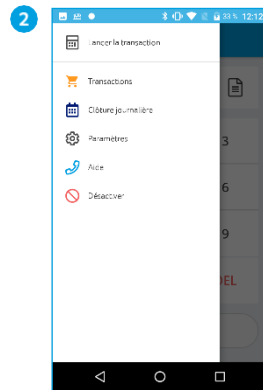 2
33 % 12:12
Lancer la transaction
Transactions
Clôture journalière
3
Paramètres
6
Aide
Désactiver
9
DEL